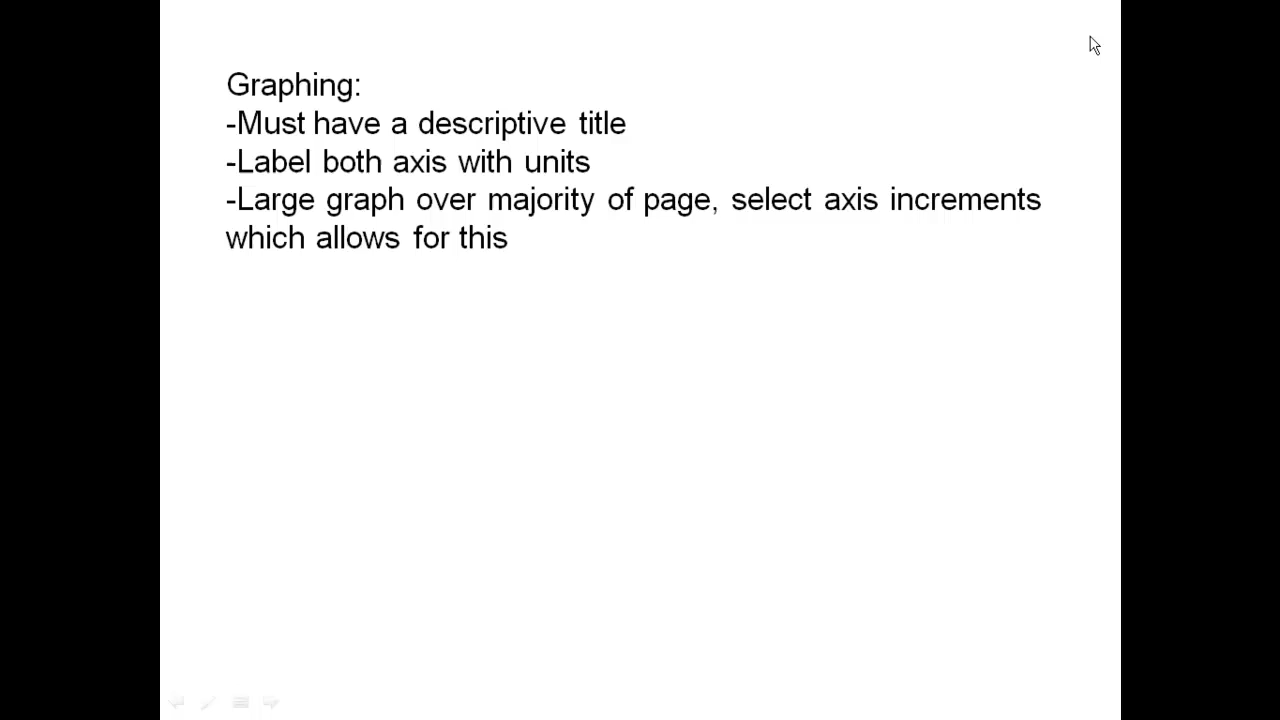 Graphing:
-Must have a descriptive title
-Label both axis with units
-Large graph over majority of page, select axis increments
which allows for this